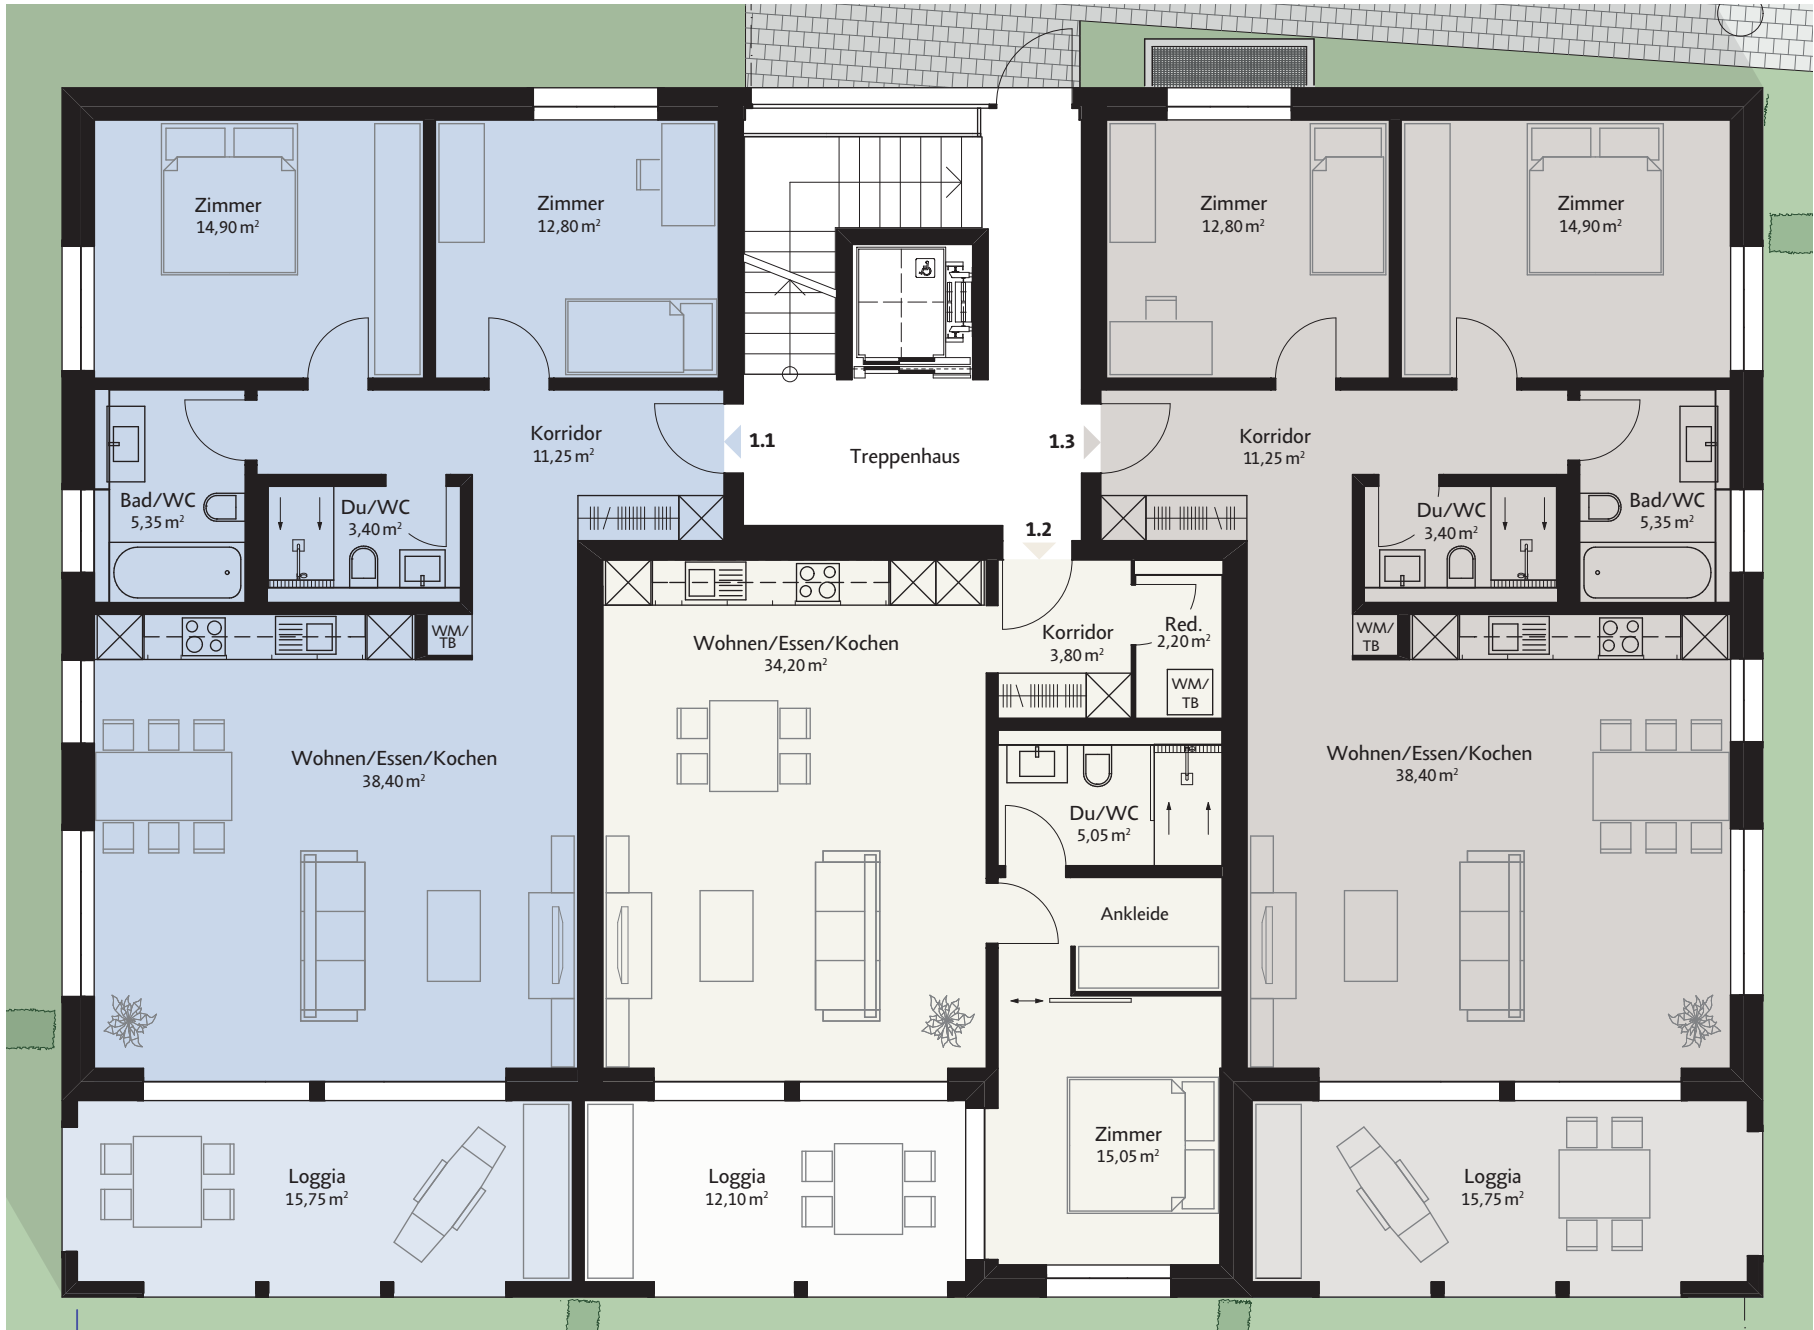 Zimmer
14,90 m²
Zimmer
12,80 m²
Zimmer
12,80 m²
Zimmer
14,90 m²
Korridor
11,25 m²
1.1
Treppenhaus
1.3
Korridor
11,25 m²
Bad/WC
5,35 m²
Du/WC
3,40 m²
1.2
Du/WC
3,40 m²
Bad/WC
5,35 m²
WM/
TB
Wohnen/Essen/Kochen
34,20 m²
Korridor
3,80 m²
Red.
2,20 m²
WM/
TB
WM/
TB
Wohnen/Essen/Kochen
38,40 m²
Du/WC
5,05 m²
Wohnen/Essen/Kochen
38,40 m²
Ankleide
Loggia
15,75 m²
Loggia
12,10 m²
Zimmer
15,05 m²
Loggia
15,75 m²